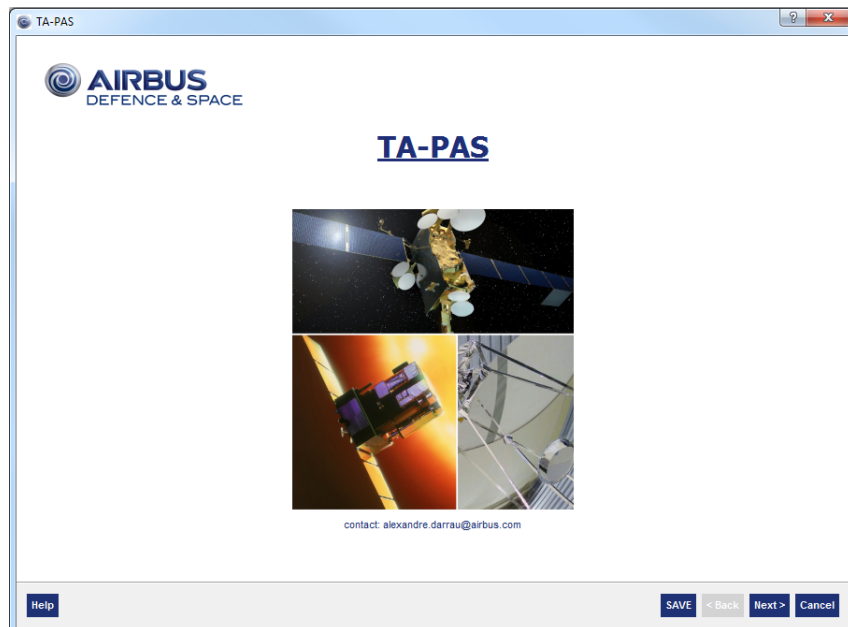 TA-PAS
AIRBUS
DEFENCE & SPACE
TA-PAS
contact: alexandre.darrau@airbus.com
Help
SAVE
< Back
Next >
Cancel